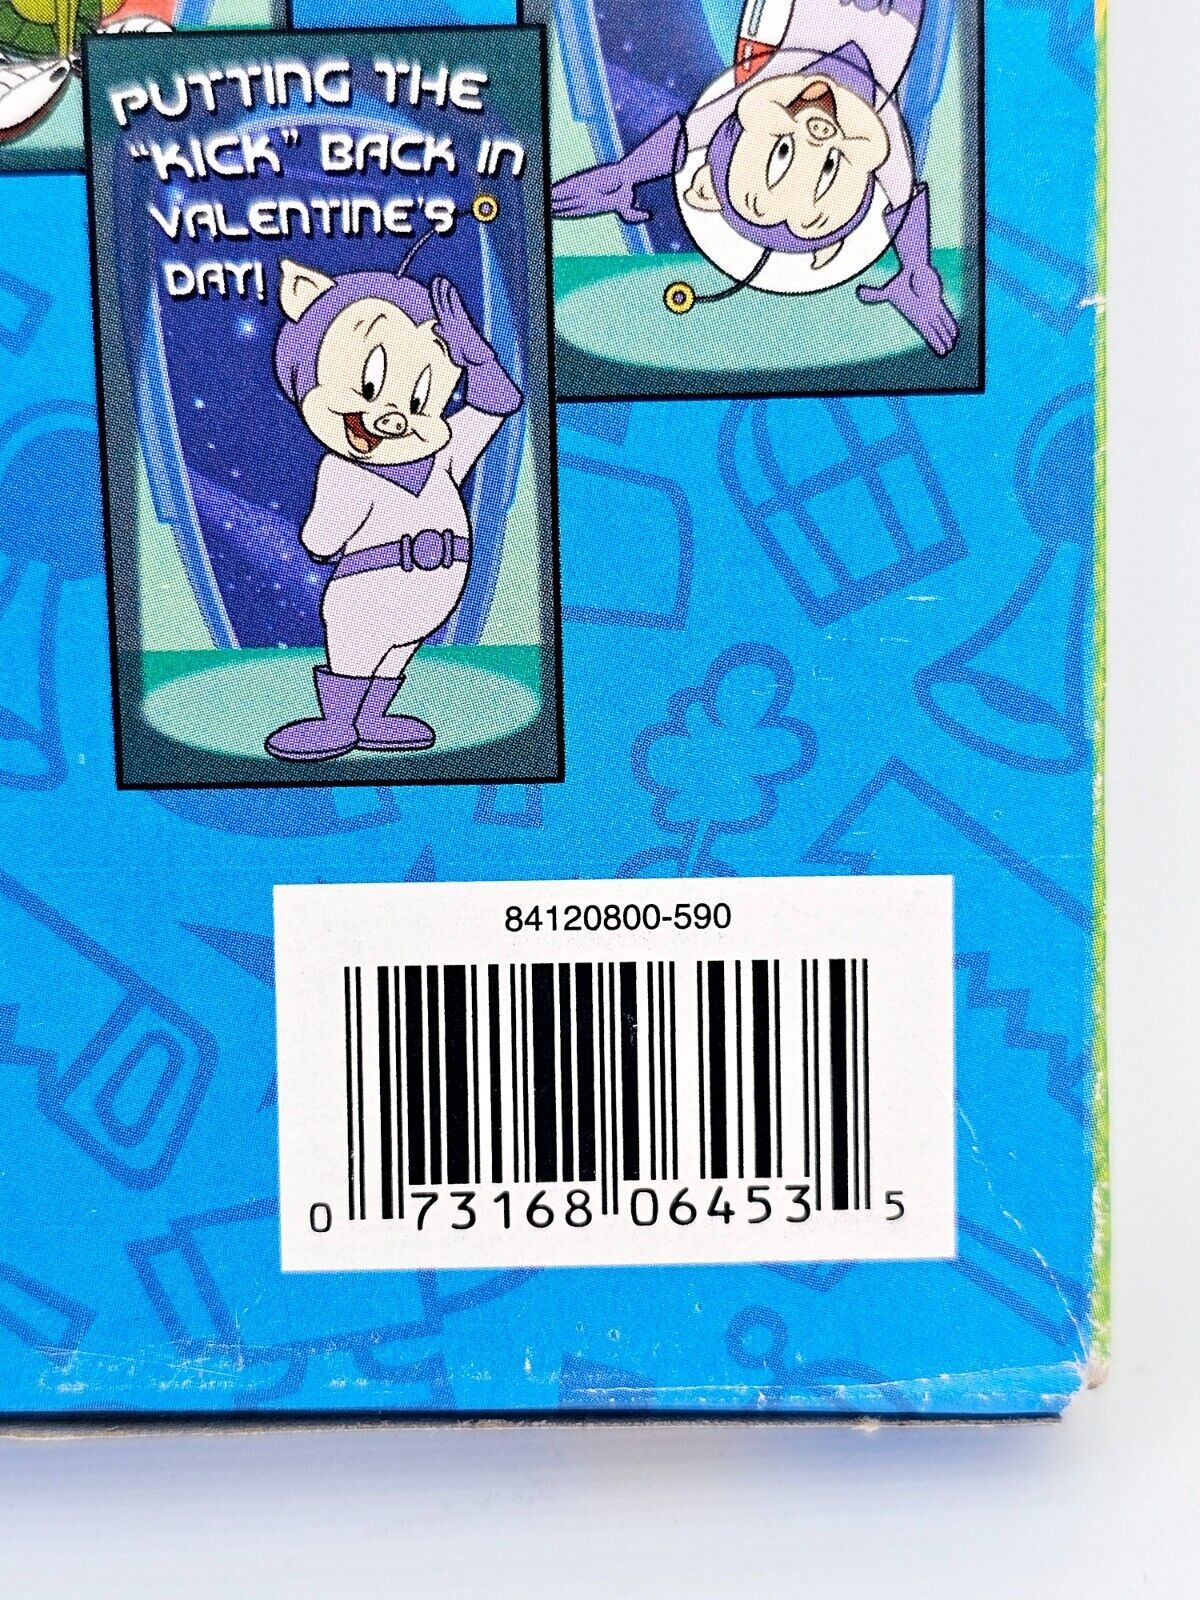 PUTTING THE
"KICK" BACK IN
VALENTINE'S
DAY!
84120800-590
0 73168 06453 5